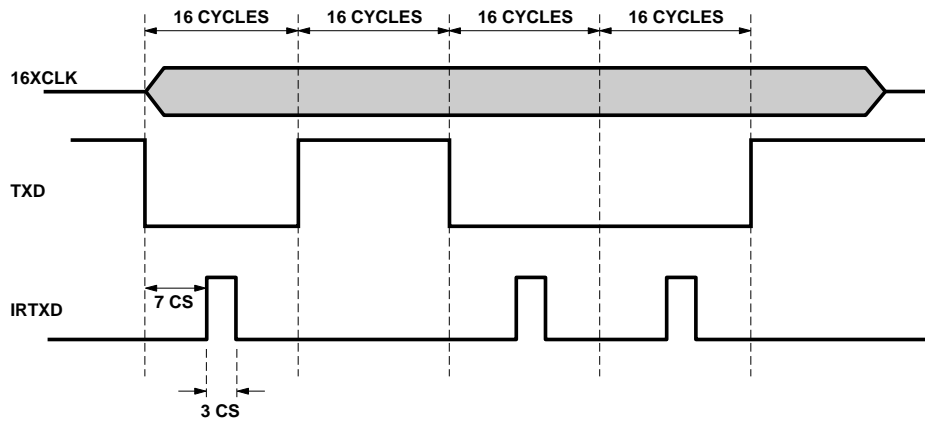 16 CYCLES 16 CYCLES 16 CYCLES 16 CYCLES
16XCLK
TXD
7 CS
IRTXD
3 CS